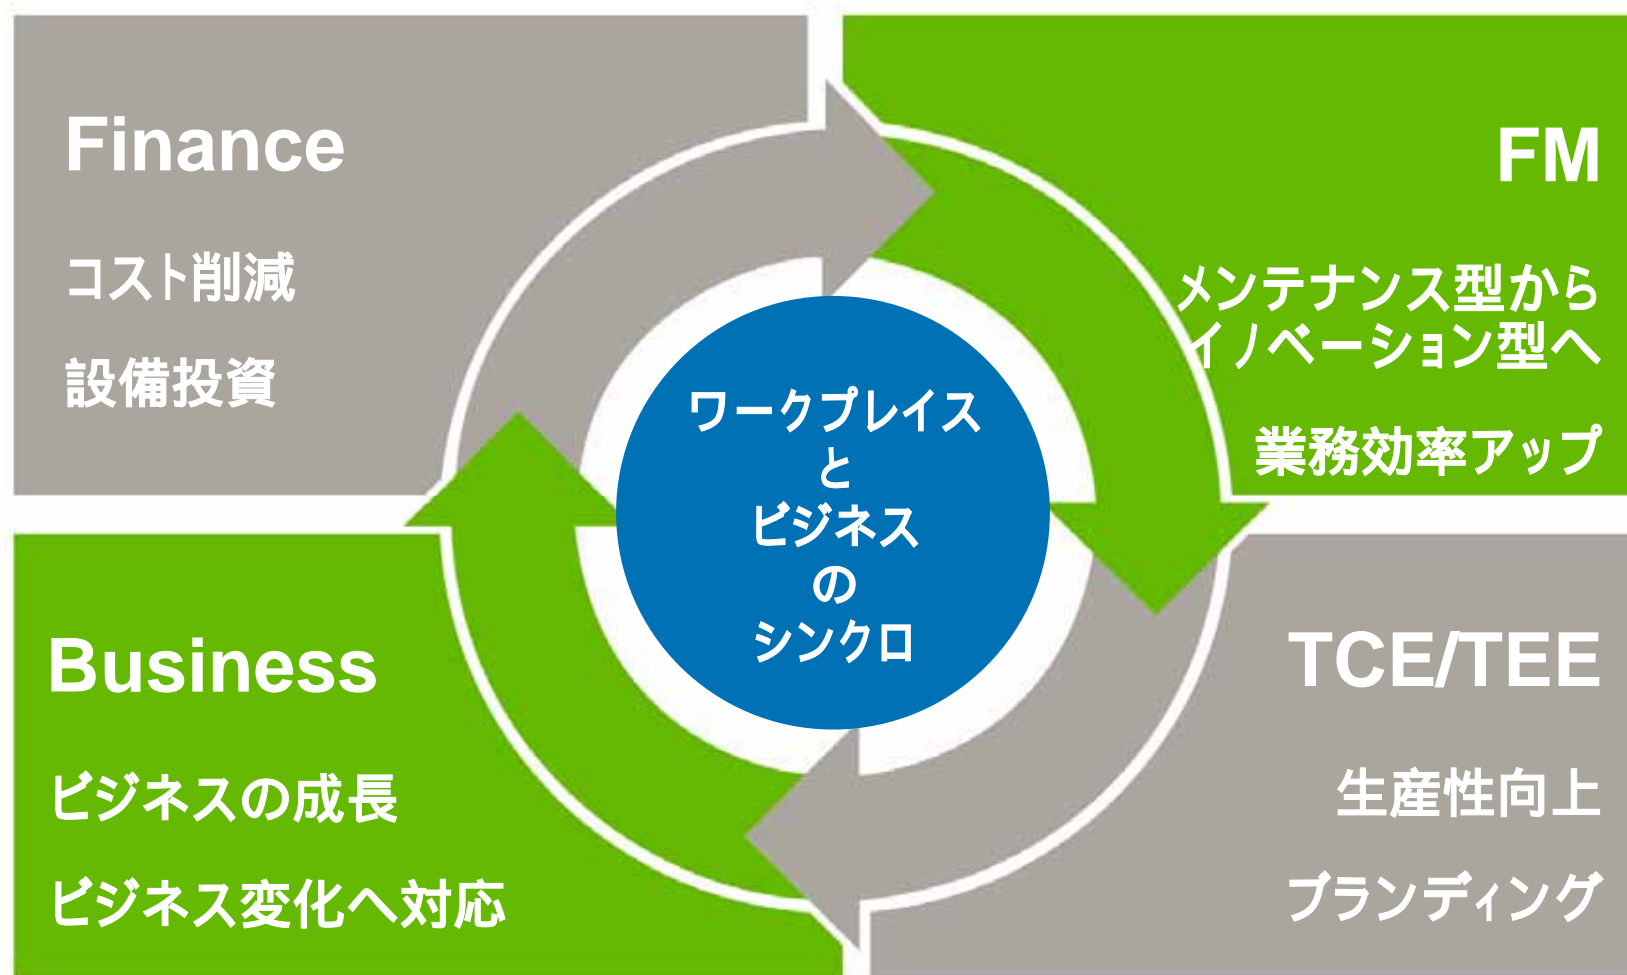 Finance
コスト削減
設備投資
FM
メンテナンス型から
イノベーション型へ
業務効率アップ
ワークプレイス
と
ビジネス
の
シンクロ
Business
ビジネスの成長
ビジネス変化へ対応
TCE/TEE
生産性向上
ブランディング